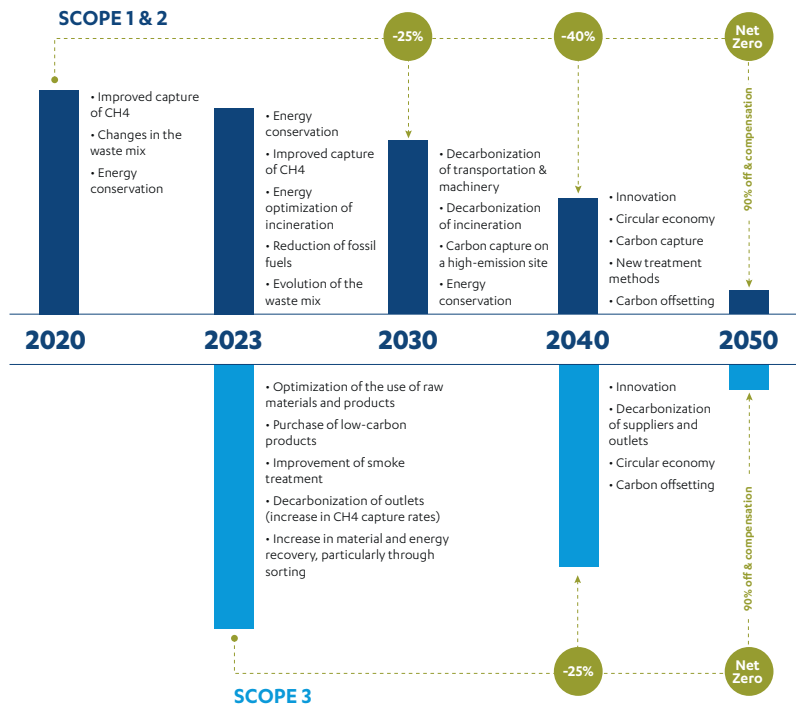 SCOPE 1 & 2
-25%
-40%
Net
Zero
• Improved capture
of CH4
• Changes in the
waste mix
• Energy
conservation
• Energy
conservation
• Improved capture
of CH4
• Energy
optimization of
incineration
• Reduction of fossil
fuels
• Evolution of the
waste mix
• Decarbonization
of transportation &
machinery
• Decarbonization
of incineration
• Carbon capture on
a high-emission site
• Energy
conservation
• Innovation
• Circular economy
• Carbon capture
• New treatment
methods
• Carbon offsetting
90% off & compensation
2020
2023
2030
2040
2050
• Optimization of the use of raw
materials and products
• Purchase of low-carbon
products
• Improvement of smoke
treatment
• Decarbonization of outlets
(increase in CH4 capture rates)
• Increase in material and energy
recovery, particularly through
sorting
• Innovation
• Decarbonization
of suppliers and
outlets
• Circular economy
• Carbon offsetting
90% off & compensation
-25%
Net
Zero
SCOPE 3